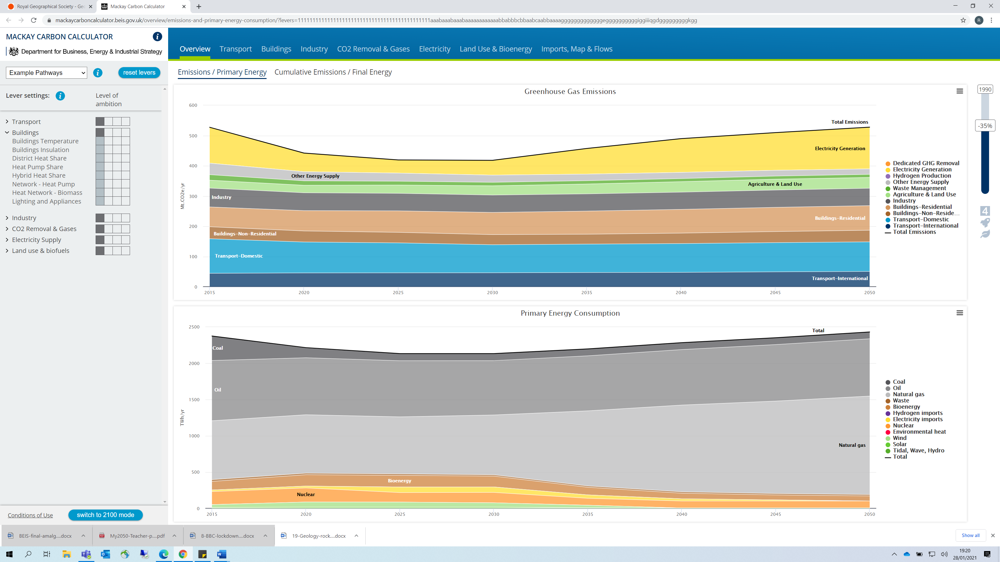 Royal Geographical Society - Geo
Mackay Carbon Calculator
mackaycarboncalculator.beis.gov.uk/overview/emissions-and-primary-energy-consumption/?levers=
R
MACKAY CARBON CALCULATOR
i
Department for Business, Energy & Industrial Strategy
Overview
Transport
Buildings
Industry
CO2 Removal & Gases
Electricity
Land Use & Bioenergy
Imports, Map & Flows
Example Pathways
i
reset levers
Lever settings:
i
Level of
ambition
Transport
Buildings
Buildings Temperature
Buildings Insulation
District Heat Share
Heat Pump Share
Hybrid Heat Share
Network - Heat Pump
Heat Network - Biomass
Lighting and Appliances
Industry
CO2 Removal & Gases
Electricity Supply
Land use & biofuels
Conditions of Use
switch to 2100 mode
Emissions / Primary Energy
Cumulative Emissions / Final Energy
Greenhouse Gas Emissions
Mt.CO2e/yr
600
500
400
300
200
100
0
2015
2020
2025
2030
2035
2040
2045
2050
Total Emissions
Electricity Generation
Other Energy Supply
Agriculture & Land Use
Industry
Buildings-Residential
Buildings-Non-Residential
Transport-Domestic
Transport-International
Dedicated GHG Removal
Electricity Generation
Hydrogen Production
Other Energy Supply
Waste Management
Agriculture & Land Use
Industry
Buildings-Residential
Buildings-Non-Reside...
Transport-Domestic
Transport-International
Total Emissions
1990
-35%
4
Primary Energy Consumption
TWh/yr
2500
2000
1500
1000
500
0
2015
2020
2025
2030
2035
2040
2045
2050
Total
Coal
Oil
Natural gas
Bioenergy
Nuclear
Coal
Oil
Natural gas
Waste
Bioenergy
Hydrogen imports
Electricity imports
Nuclear
Environmental heat
Wind
Solar
Tidal, Wave, Hydro
Total
BEIS-final-amalg....docx
My2050-Teacher-p....pdf
8-BBC-lockdown....docx
19-Geology-rock....docx
Show all
19:20
28/01/2021